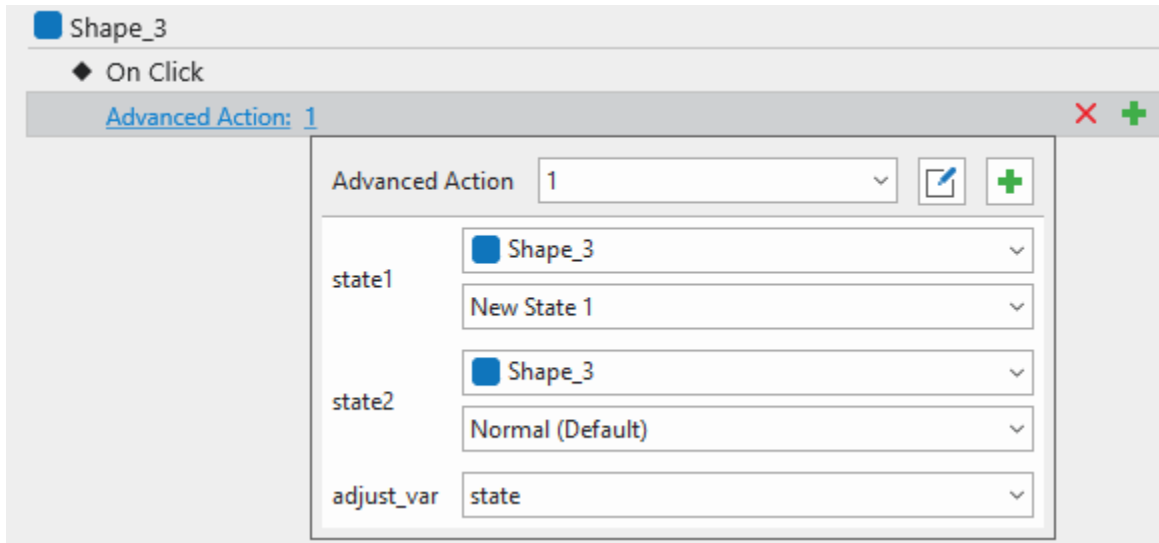 Shape_3
On Click
Advanced Action: 1
Advanced Action 1
state1
Shape_3
New State 1
state2
Shape_3
Normal (Default)
adjust_var state